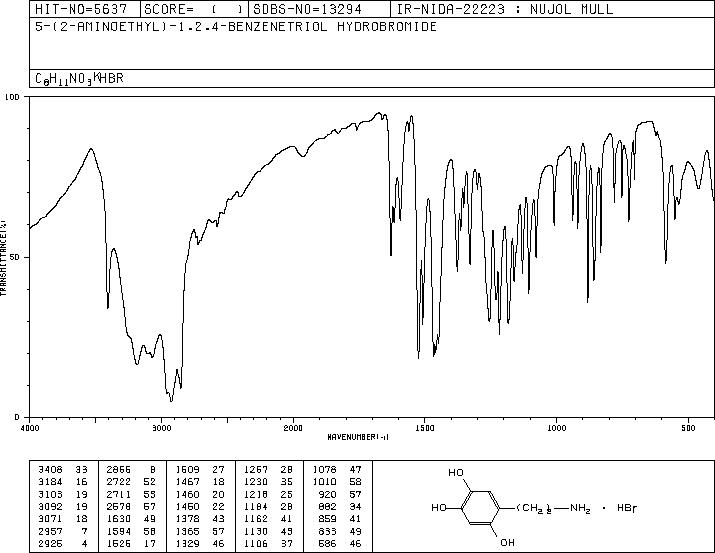 HIT-NO=5637 SCORE= ( ) SDBS-NO=13294 IR-NIDA-22223 : NUJOL MULL
5-(2-AMINOETHYL)-1.2.4-BENZENETRIOL HYDROBROMIDE
C8H11NO3*HBR
100
50
0
TRANSMITTANCE(%)
4000 3000 2000 1500 1000 500
WAVENUMBER(-1)
3408 33 2855 8 1509 27 1257 28 1078 47
3184 16 2722 52 1467 18 1230 35 1010 58
3103 19 2711 53 1460 20 1218 25 920 57
3092 19 2578 57 1450 22 1184 28 882 34
3071 18 1630 49 1378 43 1162 41 859 41
2957 7 1594 58 1365 57 1130 43 833 49
2925 4 1525 17 1329 46 1106 37 586 46
HO
HO
OH
(CH2)2
NH2 · HBr